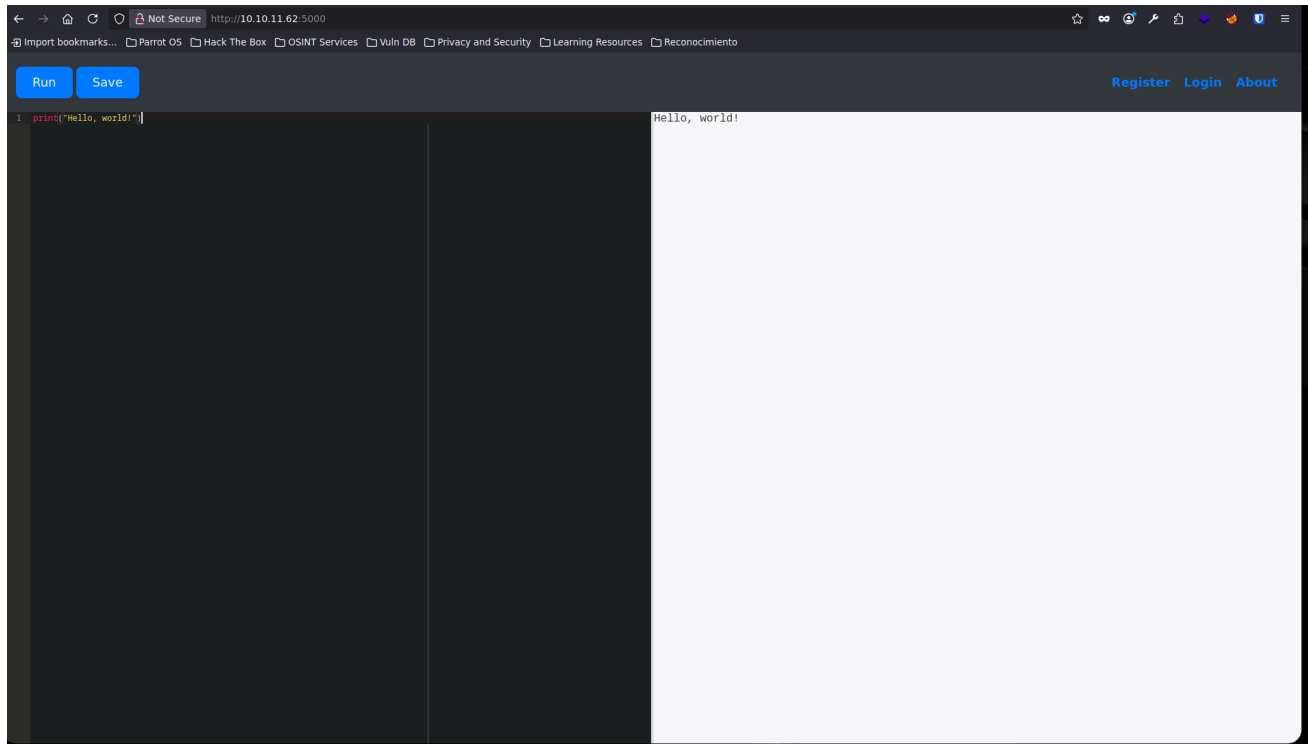 Not Secure http://10.10.11.62:5000
Import bookmarks... Parrot OS Hack The Box OSINT Services Vuln DB Privacy and Security Learning Resources Reconocimiento
Run Save Register Login About
1 print("Hello, world!")
Hello, world!